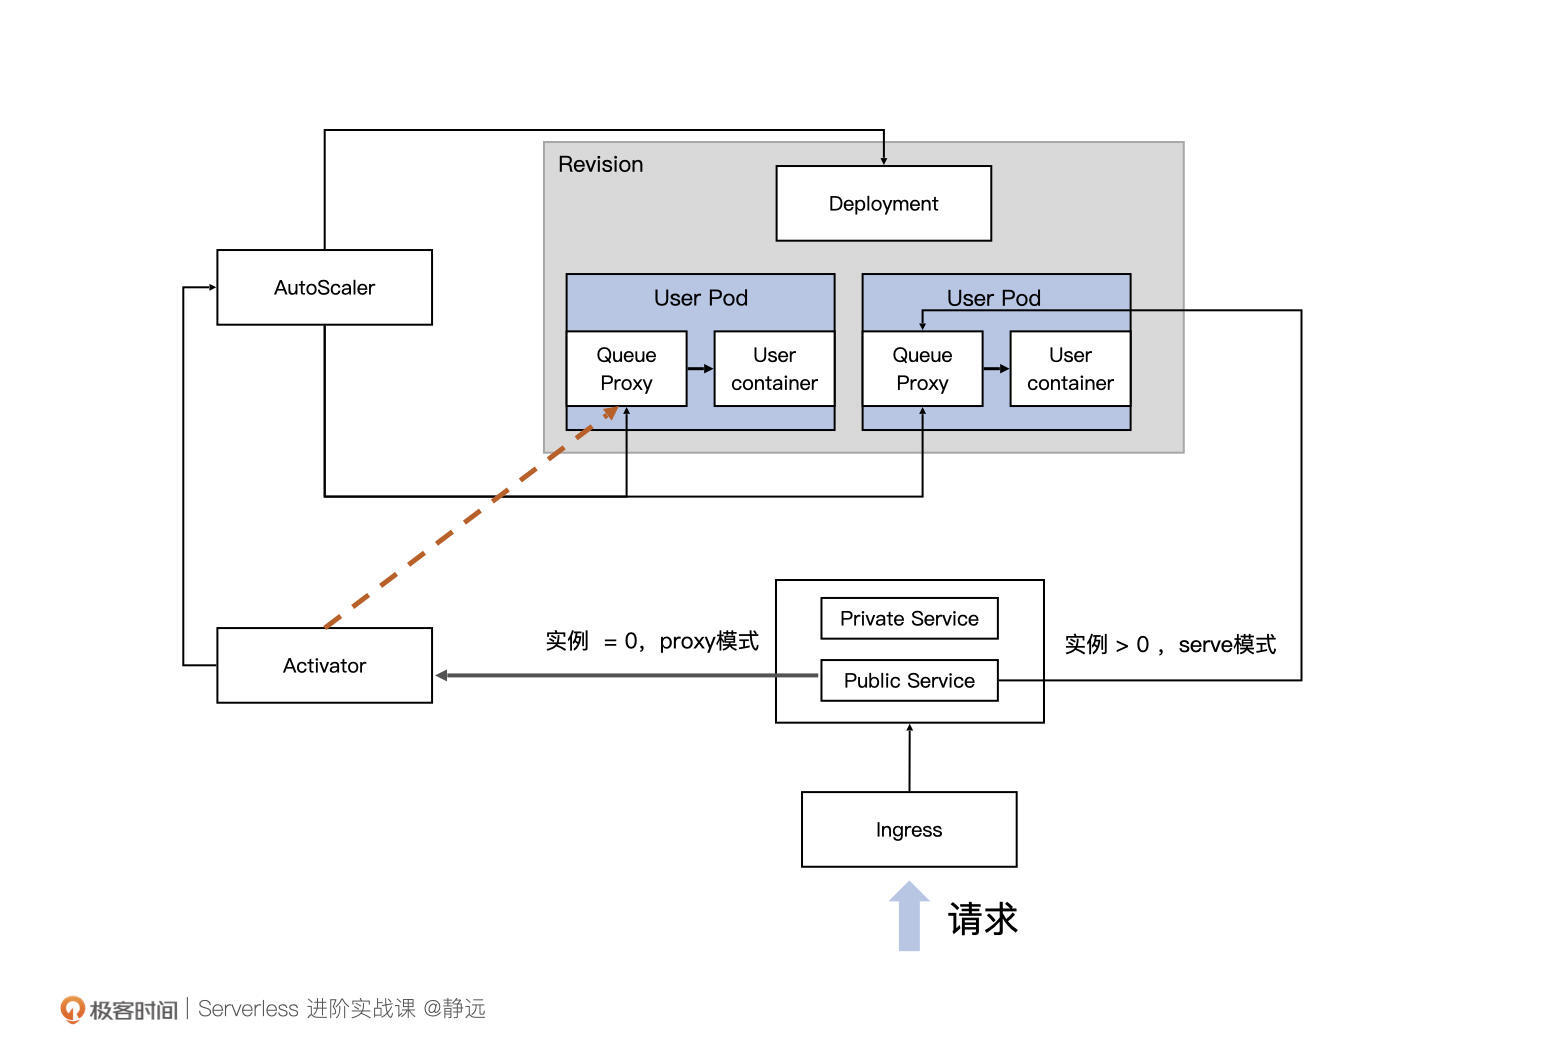 Revision
Deployment
AutoScaler
User Pod
User Pod
Queue
Proxy
User
container
Queue
Proxy
User
container
Private Service
实例 = 0，proxy模式
实例 > 0 ，serve模式
Activator
Public Service
Ingress
请求
极客时间 | Serverless 进阶实战课 @静远